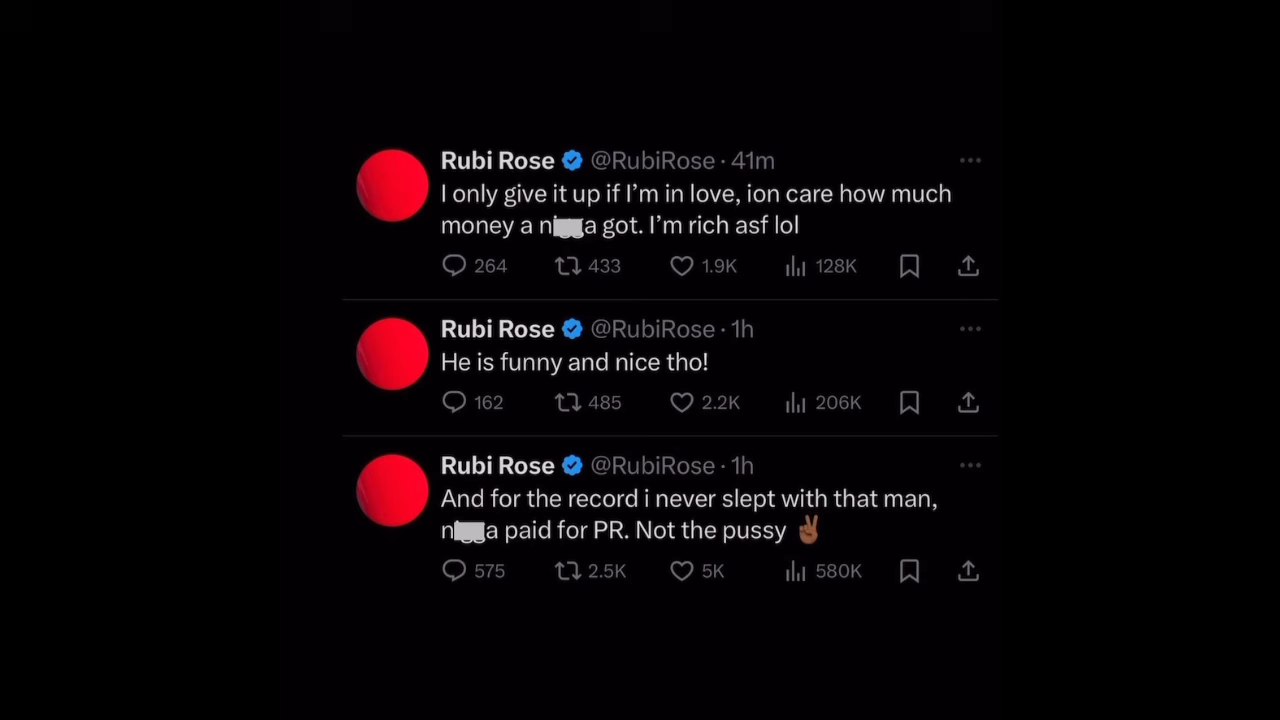 Rubi Rose @RubiRose · 41m
I only give it up if I'm in love, ion care how much
money a n███a got. I'm rich asf lol
264 433 1.9K 128K
Rubi Rose @RubiRose · 1h
He is funny and nice tho!
162 485 2.2K 206K
Rubi Rose @RubiRose · 1h
And for the record i never slept with that man,
n███a paid for PR. Not the pussy ✌🏾
575 2.5K 5K 580K